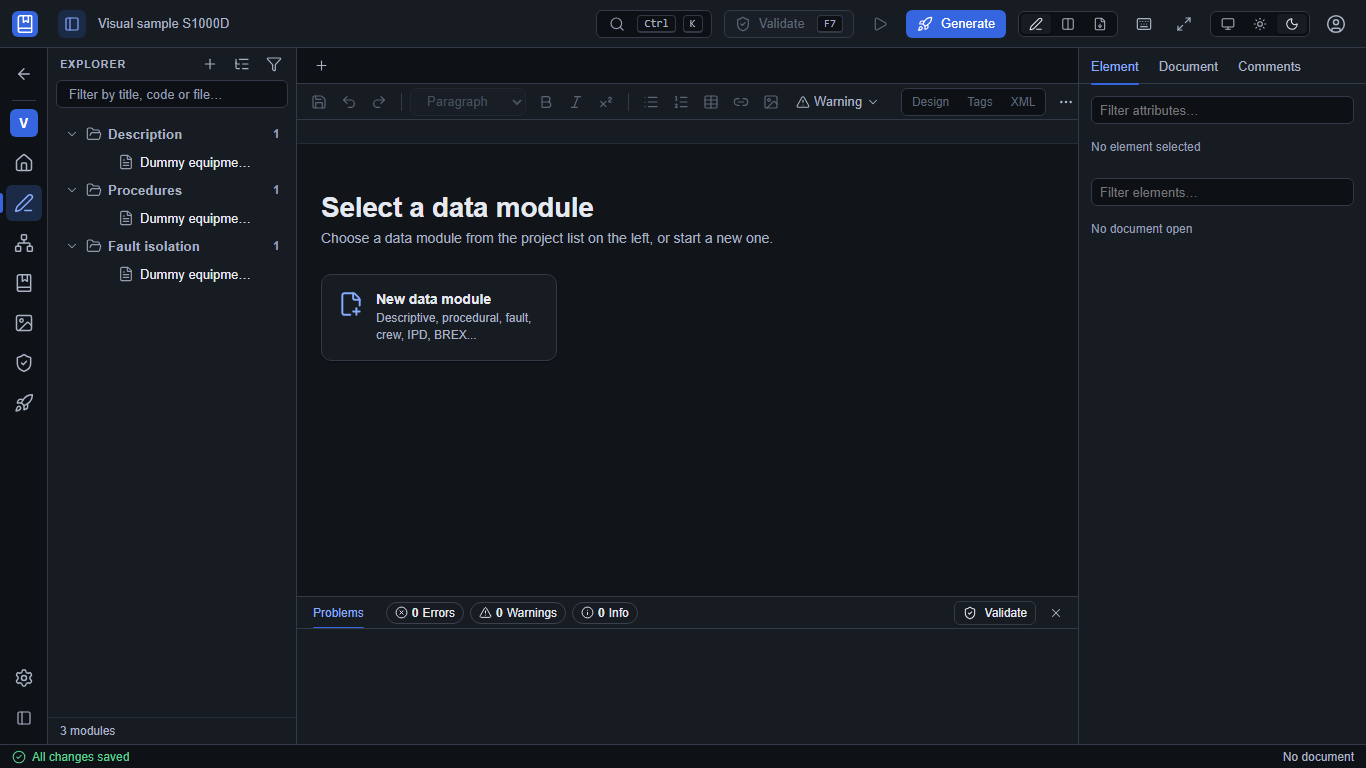 Visual sample S1000D
Ctrl K
Validate F7
Generate
EXPLORER
Filter by title, code or file…
V
Description 1
Dummy equipme…
Procedures 1
Dummy equipme…
Fault isolation 1
Dummy equipme…
3 modules
Paragraph
Warning
Design Tags XML
Select a data module
Choose a data module from the project list on the left, or start a new one.
New data module
Descriptive, procedural, fault,
crew, IPD, BREX...
Problems
0 Errors
0 Warnings
0 Info
Validate
Element Document Comments
Filter attributes…
No element selected
Filter elements…
No document open
All changes saved
No document